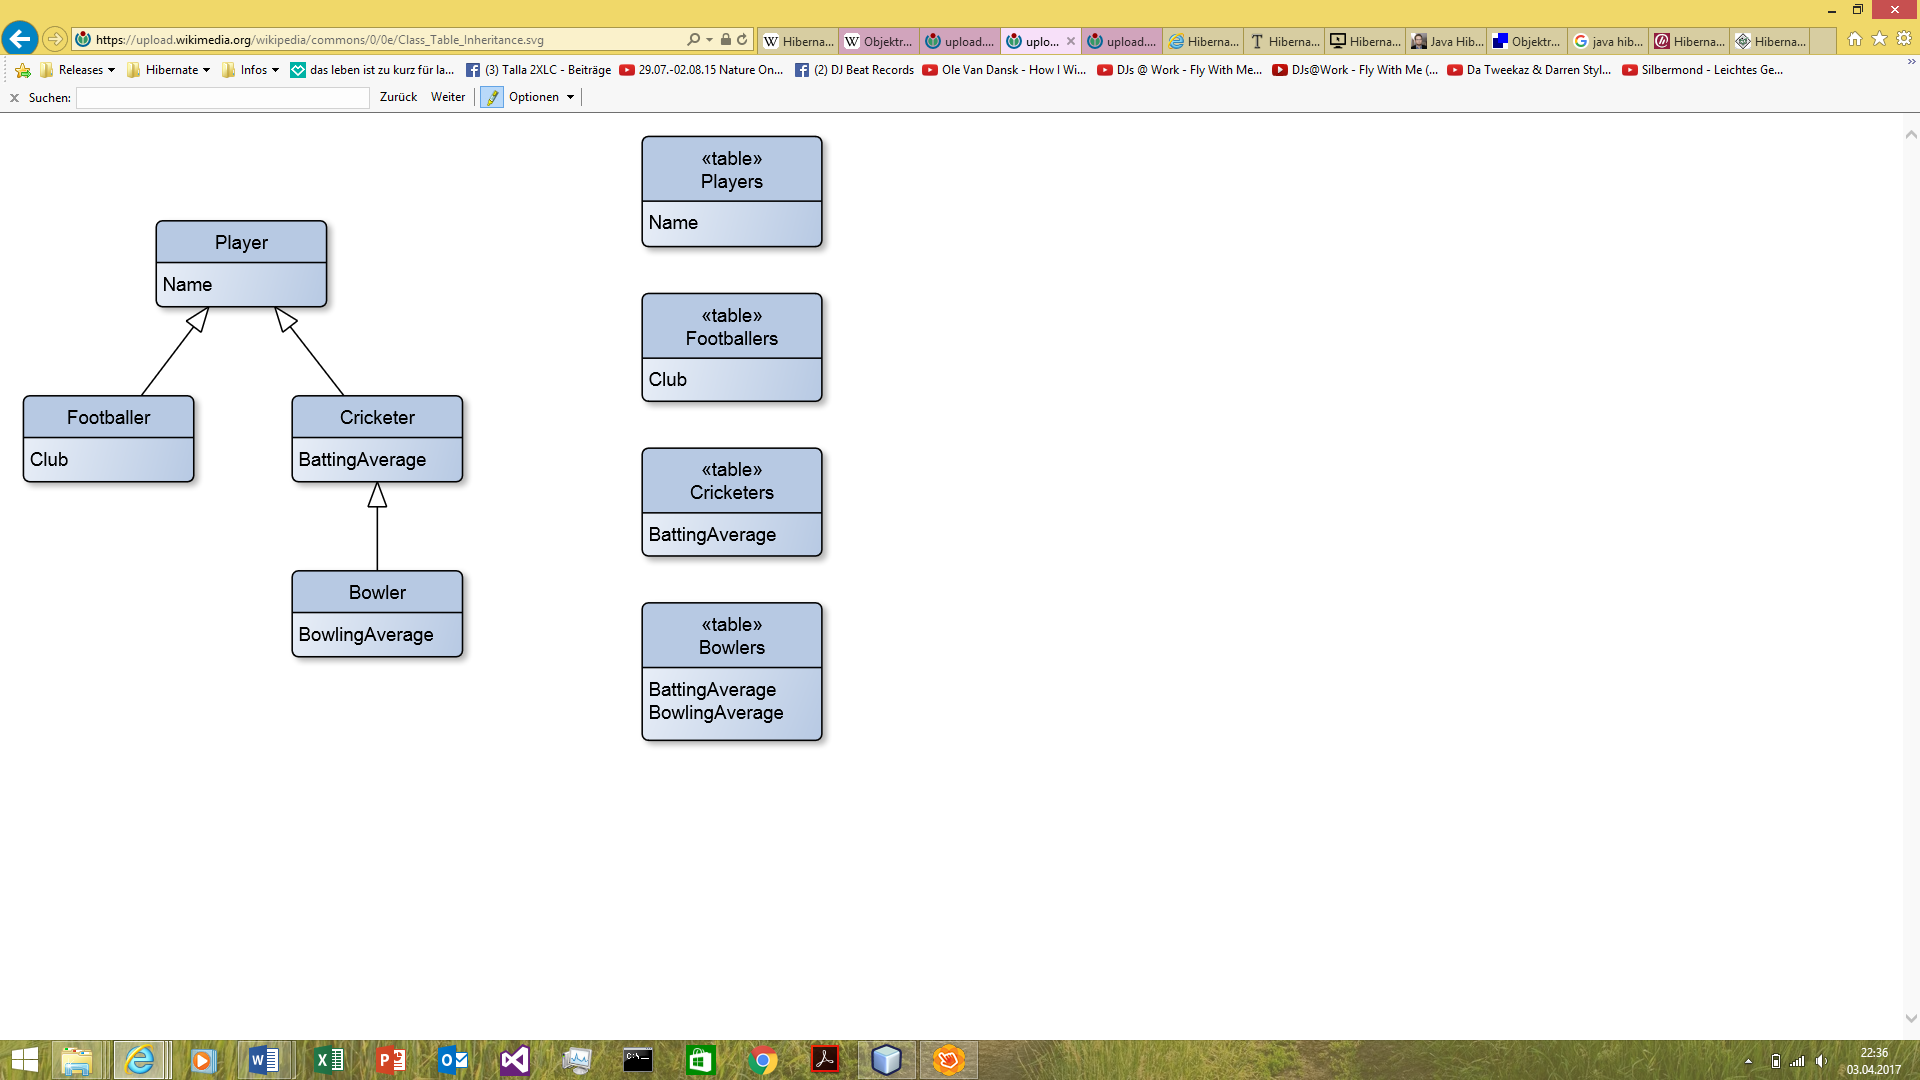 https://upload.wikimedia.org/wikipedia/commons/0/0e/Class_Table_Inheritance.svg
Hiberna...
Objektr...
upload....
uplo...
upload....
Hiberna...
Hiberna...
Hiberna...
Java Hib...
Objektr...
java hib...
Hiberna...
Hiberna...
Releases
Hibernate
Infos
das leben ist zu kurz für la...
(3) Talla 2XLC - Beiträge
29.07.-02.08.15 Nature On...
(2) DJ Beat Records
Ole Van Dansk - How I Wi...
DJs @ Work - Fly With Me...
DJs@Work - Fly With Me (...
Da Tweekaz & Darren Styl...
Silbermond - Leichtes Ge...
Suchen:
Zurück
Weiter
Optionen
Player
Name
Footballer
Club
Cricketer
BattingAverage
Bowler
BowlingAverage
«table»
Players
Name
«table»
Footballers
Club
«table»
Cricketers
BattingAverage
«table»
Bowlers
BattingAverage
BowlingAverage
22:36
03.04.2017